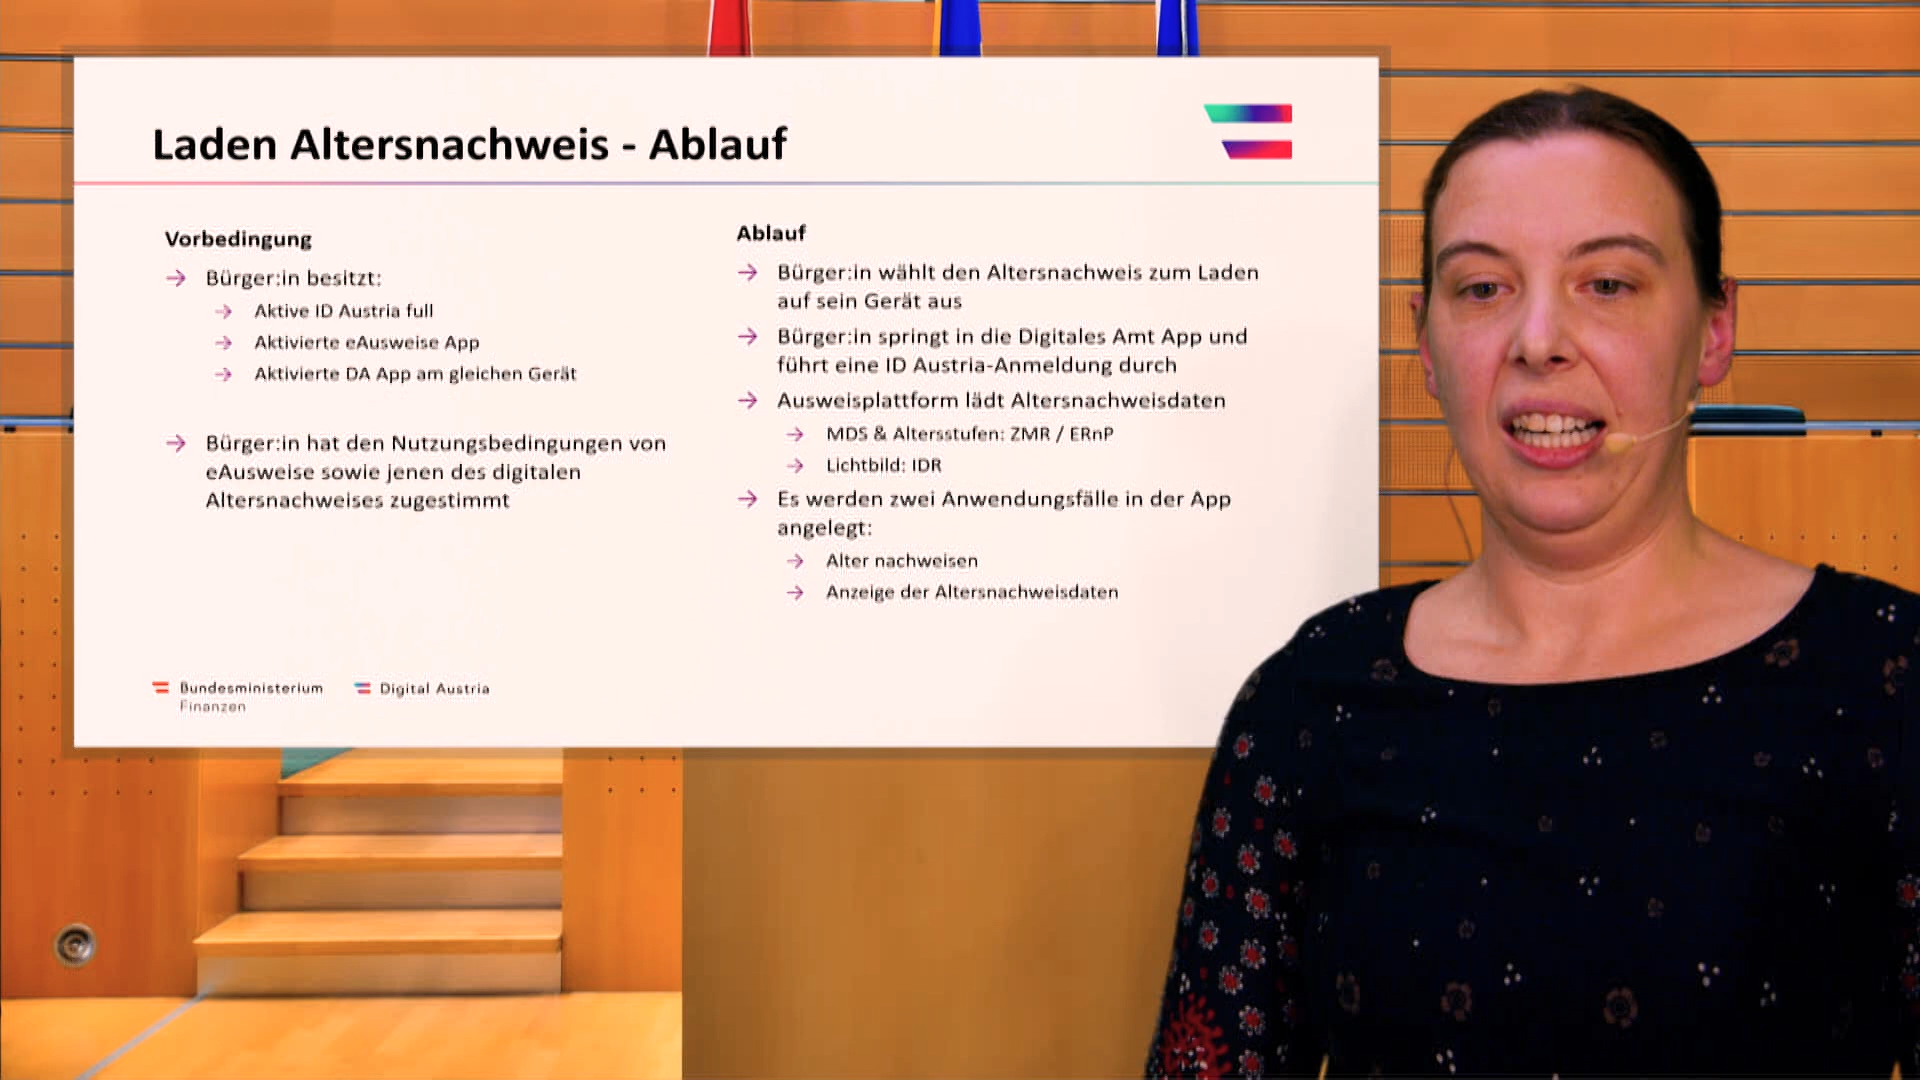 Laden Altersnachweis - Ablauf
Vorbedingung
Bürger:in besitzt:
Aktive ID Austria full
Aktivierte eAusweise App
Aktivierte DA App am gleichen Gerät
Bürger:in hat den Nutzungsbedingungen von
eAusweise sowie jenen des digitalen
Altersnachweises zugestimmt
Ablauf
Bürger:in wählt den Altersnachweis zum Laden
auf sein Gerät aus
Bürger:in springt in die Digitales Amt App und
führt eine ID Austria-Anmeldung durch
Ausweisplattform lädt Altersnachweisdaten
MDS & Altersstufen: ZMR / ERnP
Lichtbild: IDR
Es werden zwei Anwendungsfälle in der App
angelegt:
Alter nachweisen
Anzeige der Altersnachweisdaten
Bundesministerium
Finanzen
Digital Austria